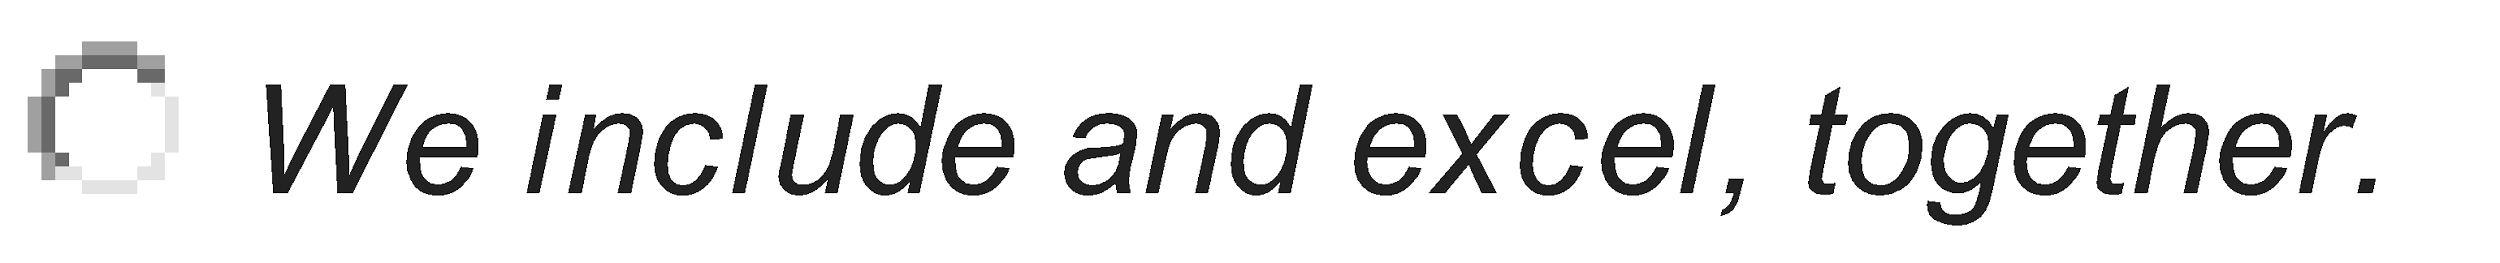 We include and excel, together.